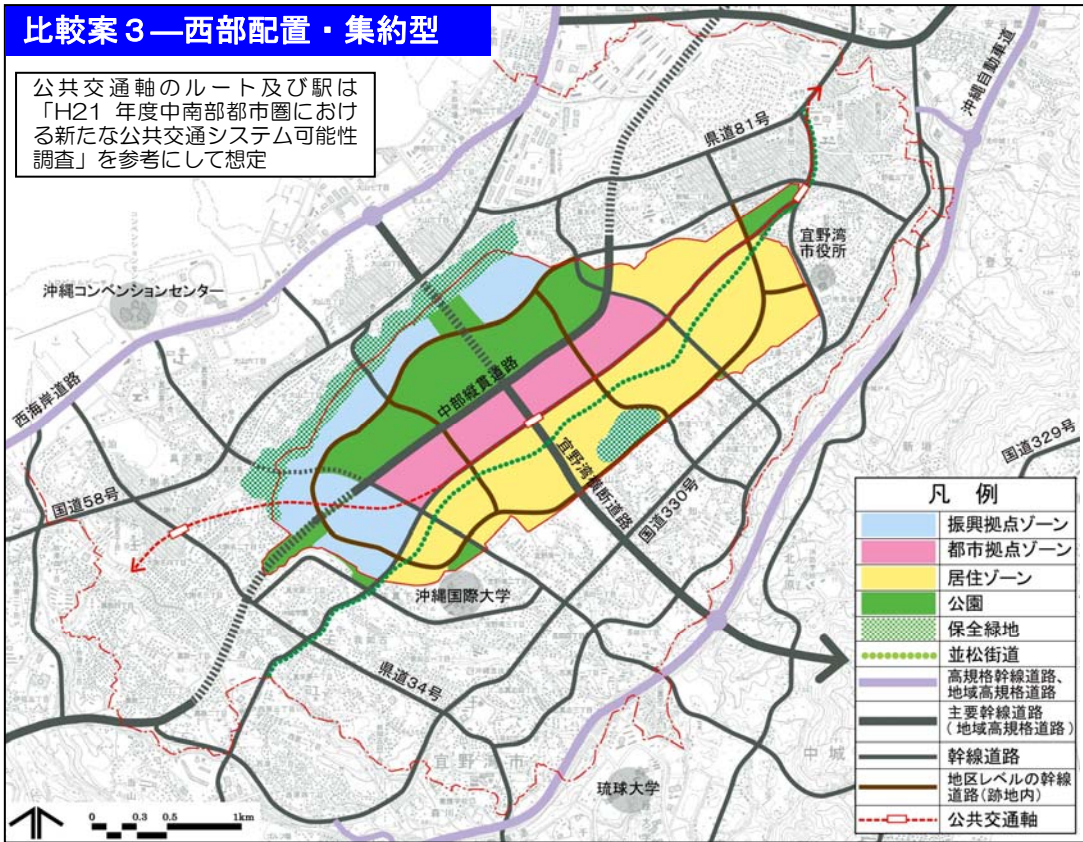 比較案３―西部配置・集約型
公共交通軸のルート及び駅は
「H21 年度中南部都市圏におけ
る新たな公共交通システム可能性
調査」を参考にして想定
沖縄自動車道
県道81号
宜野湾
市役所
沖縄コンベンションセンター
西海岸道路
中部縦貫道路
宜野湾横断道路
国道330号
国道329号
国道58号
沖縄国際大学
県道34号
宜野湾市
琉球大学
中城
凡 例
振興拠点ゾーン
都市拠点ゾーン
居住ゾーン
公園
保全緑地
並松街道
高規格幹線道路、
地域高規格道路
主要幹線道路
（地域高規格道路）
幹線道路
地区レベルの幹線
道路(跡地内)
公共交通軸
0 0.3 0.5 1km